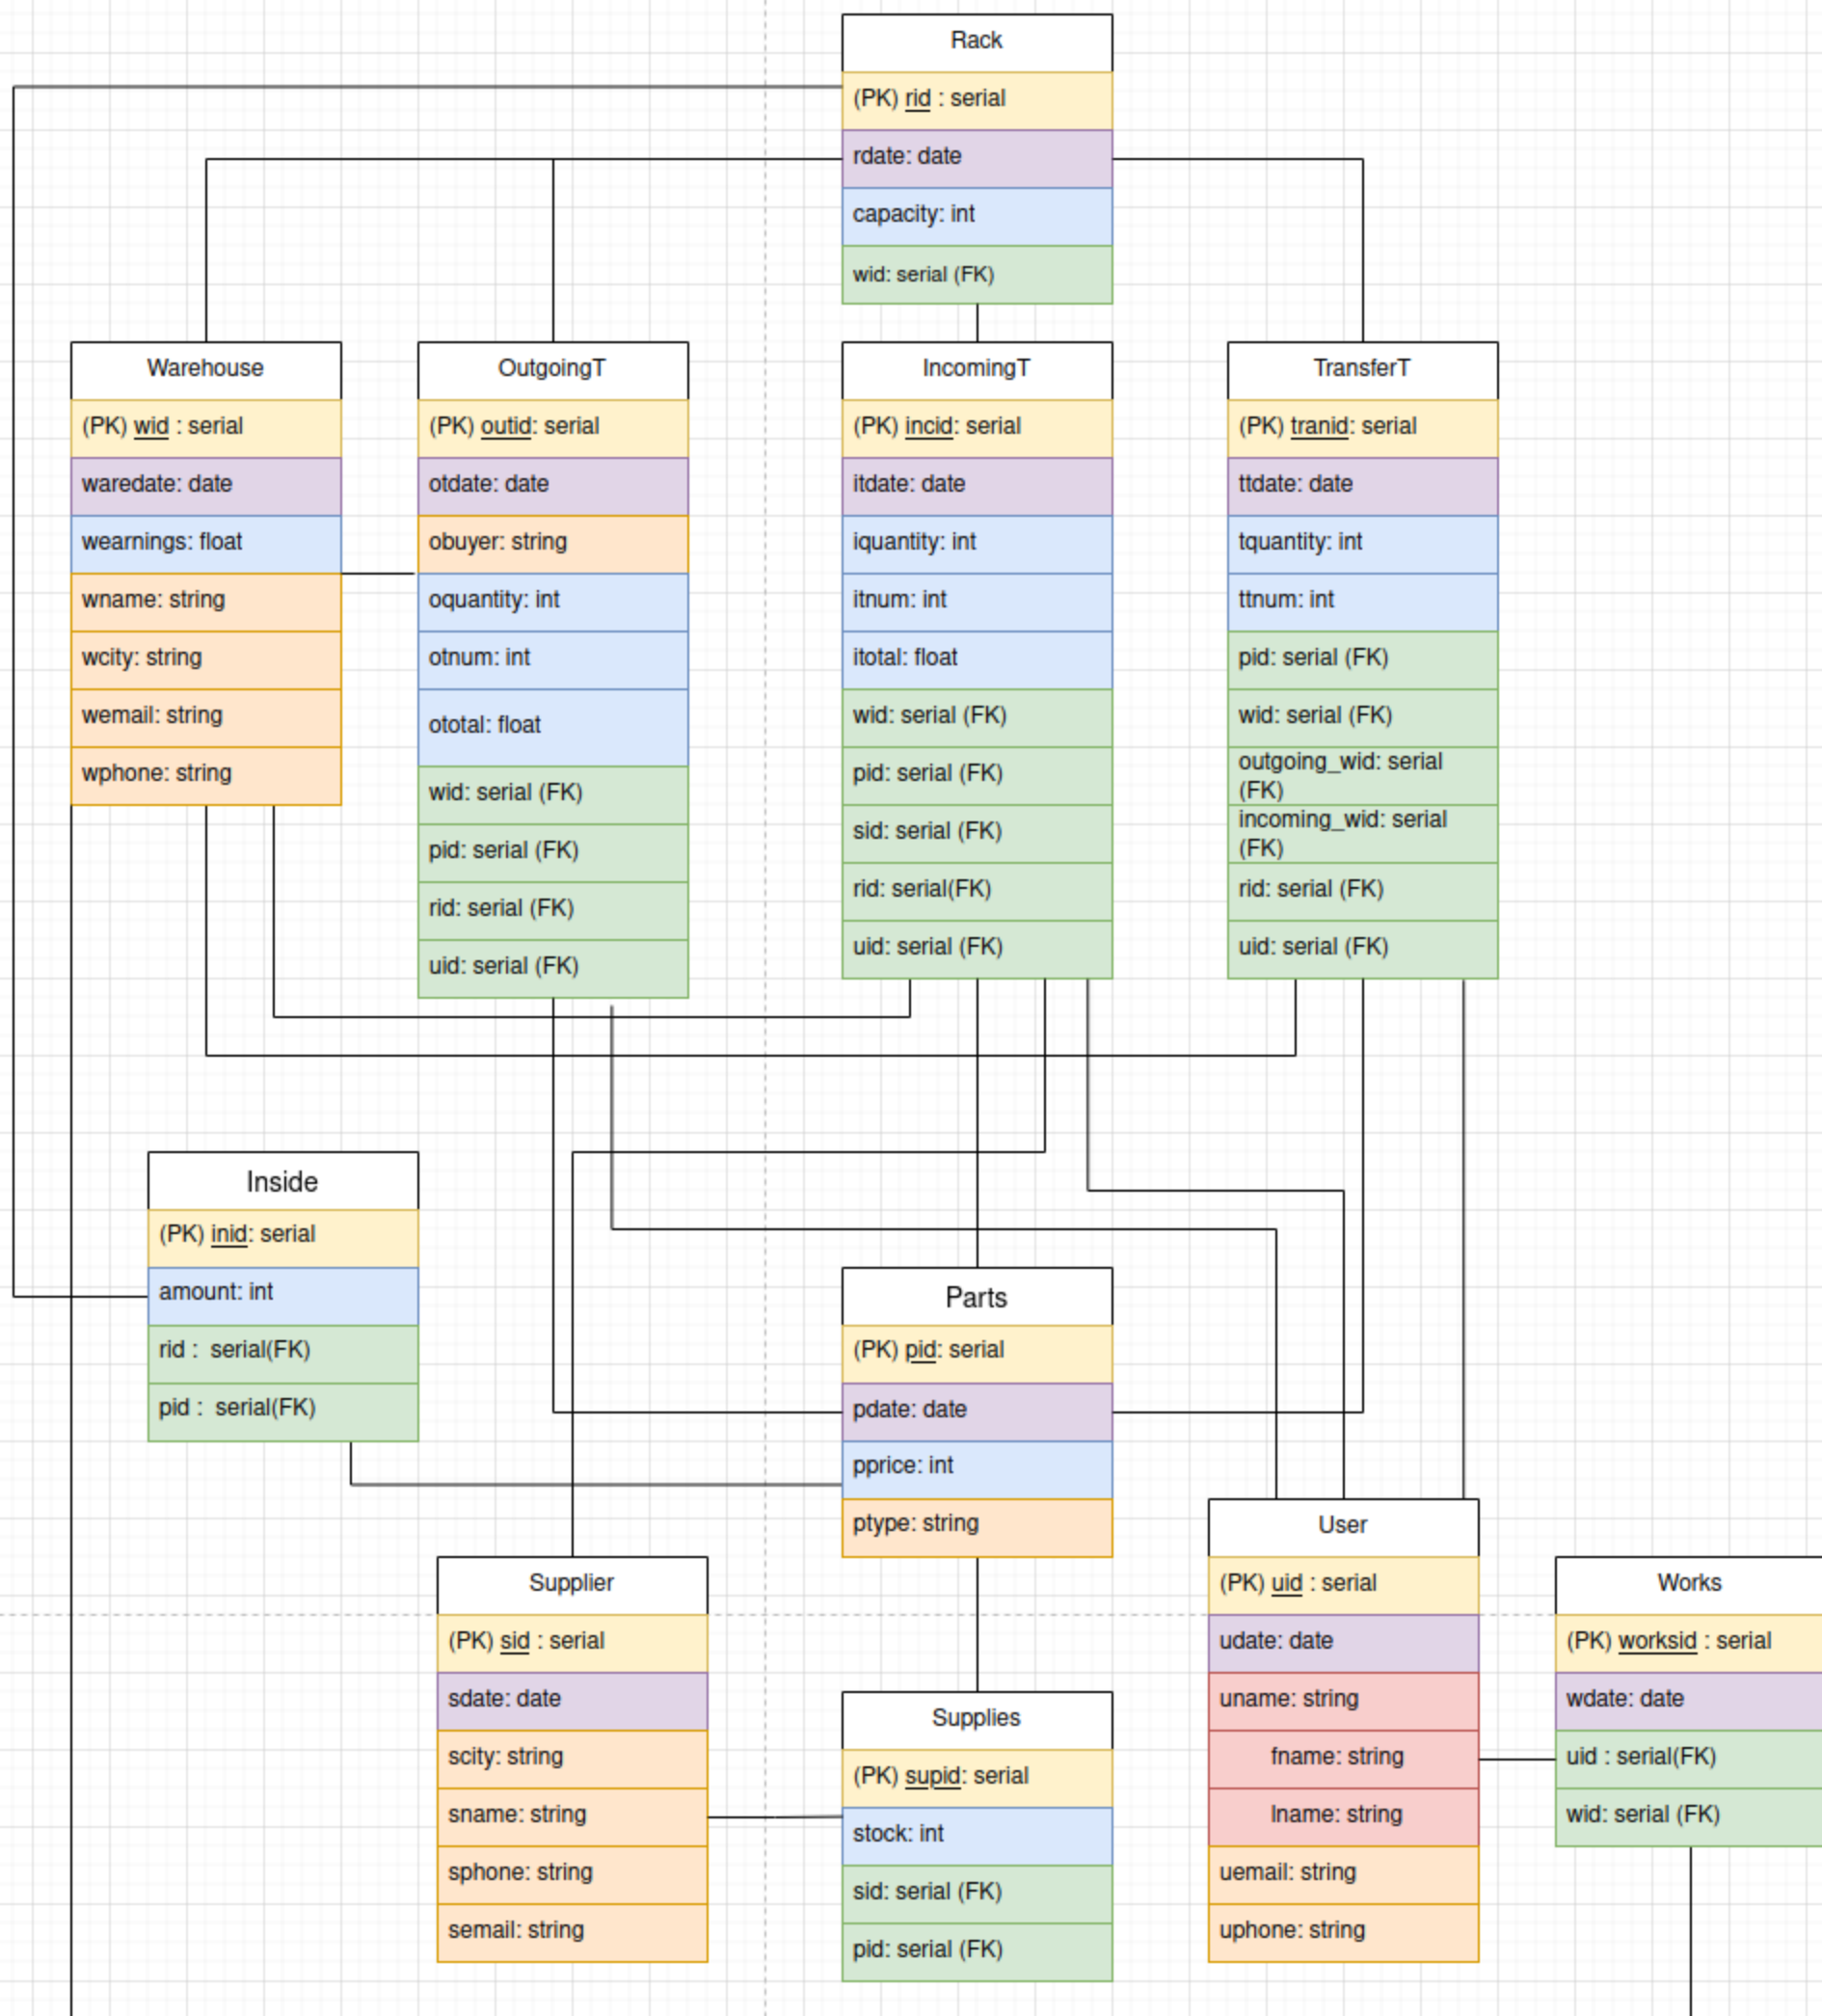 Rack
(PK) rid : serial
rdate: date
capacity: int
wid: serial (FK)
Warehouse
(PK) wid : serial
waredate: date
wearnings: float
wname: string
wcity: string
wemail: string
wphone: string
OutgoingT
(PK) outid: serial
otdate: date
obuyer: string
oquantity: int
otnum: int
ototal: float
wid: serial (FK)
pid: serial (FK)
rid: serial (FK)
uid: serial (FK)
IncomingT
(PK) incid: serial
itdate: date
iquantity: int
itnum: int
itotal: float
wid: serial (FK)
pid: serial (FK)
sid: serial (FK)
rid: serial(FK)
uid: serial (FK)
TransferT
(PK) tranid: serial
ttdate: date
tquantity: int
ttnum: int
pid: serial (FK)
wid: serial (FK)
outgoing_wid: serial
(FK)
incoming_wid: serial
(FK)
rid: serial (FK)
uid: serial (FK)
Inside
(PK) inid: serial
amount: int
rid : serial(FK)
pid : serial(FK)
Parts
(PK) pid: serial
pdate: date
pprice: int
ptype: string
Supplier
(PK) sid : serial
sdate: date
scity: string
sname: string
sphone: string
semail: string
Supplies
(PK) supid: serial
stock: int
sid: serial (FK)
pid: serial (FK)
User
(PK) uid : serial
udate: date
uname: string
fname: string
lname: string
uemail: string
uphone: string
Works
(PK) worksid : serial
wdate: date
uid : serial(FK)
wid: serial (FK)